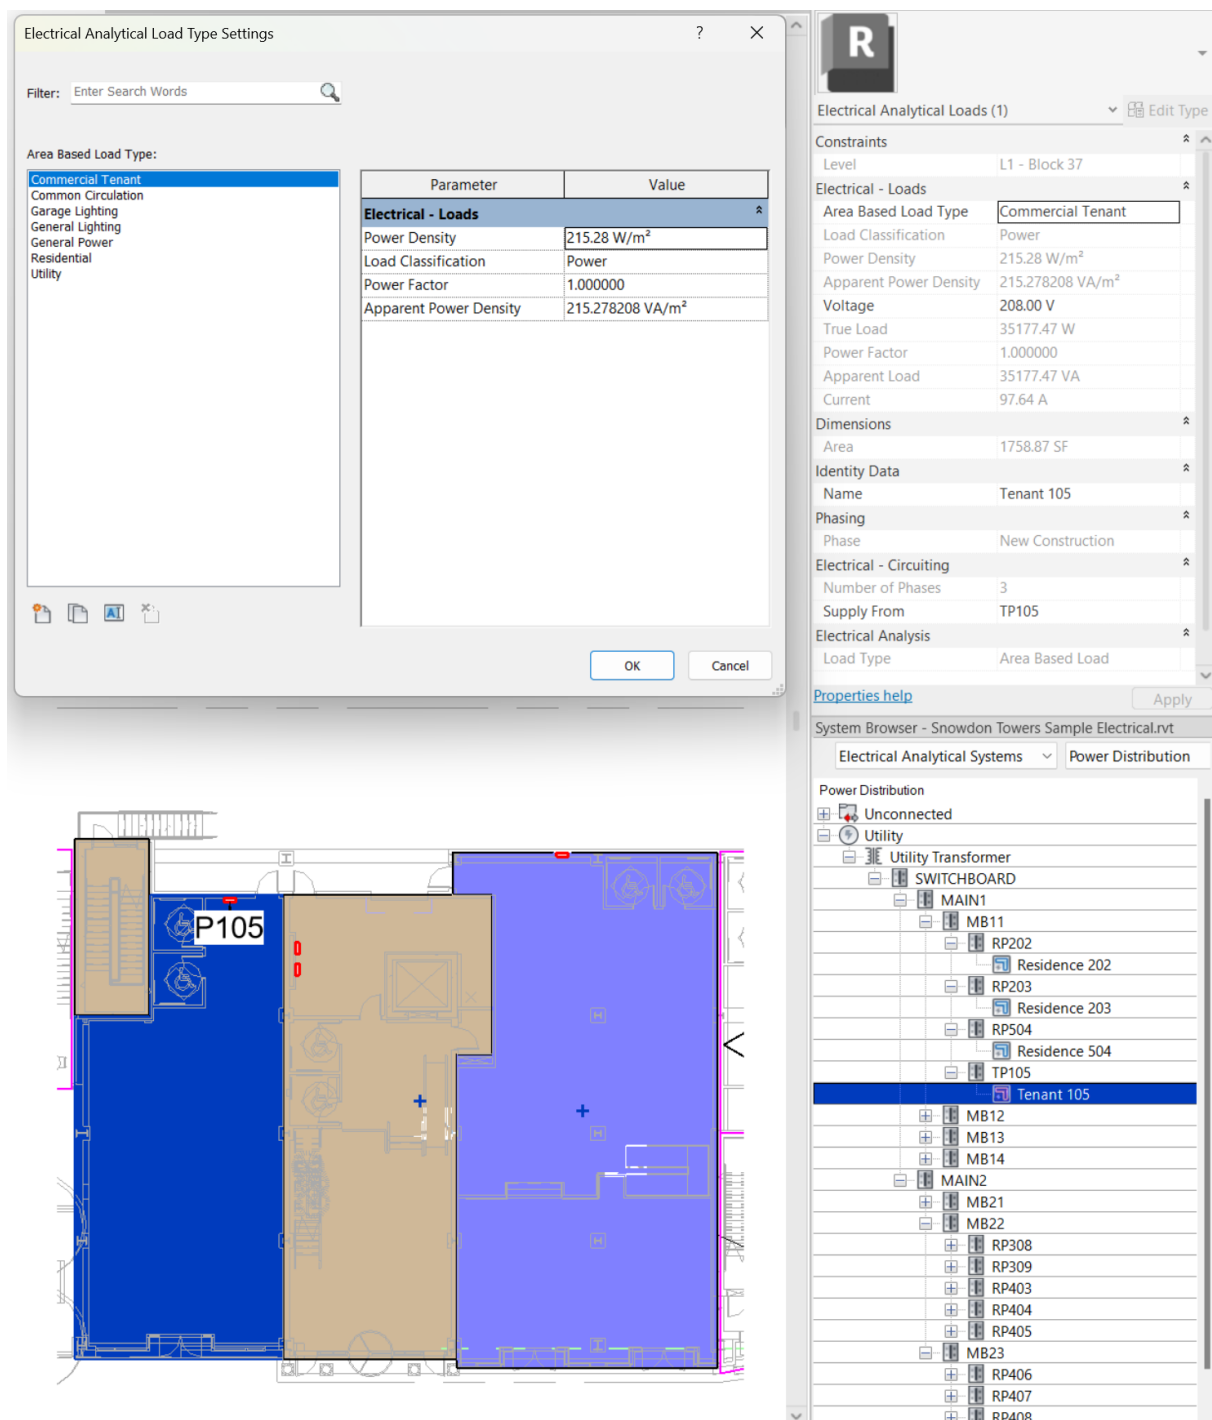 Electrical Analytical Load Type Settings
?
Filter: Enter Search Words
Area Based Load Type:
Commercial Tenant
Common Circulation
Garage Lighting
General Lighting
General Power
Residential
Utility
Parameter Value
Electrical - Loads
Power Density 215.28 W/m²
Load Classification Power
Power Factor 1.000000
Apparent Power Density 215.278208 VA/m²
AI
OK Cancel
P105
R
Electrical Analytical Loads (1) Edit Type
Constraints
Level L1 - Block 37
Electrical - Loads
Area Based Load Type Commercial Tenant
Load Classification Power
Power Density 215.28 W/m²
Apparent Power Density 215.278208 VA/m²
Voltage 208.00 V
True Load 35177.47 W
Power Factor 1.000000
Apparent Load 35177.47 VA
Current 97.64 A
Dimensions
Area 1758.87 SF
Identity Data
Name Tenant 105
Phasing
Phase New Construction
Electrical - Circuiting
Number of Phases 3
Supply From TP105
Electrical Analysis
Load Type Area Based Load
Properties help Apply
System Browser - Snowdon Towers Sample Electrical.rvt
Electrical Analytical Systems Power Distribution
Power Distribution
Unconnected
Utility
Utility Transformer
SWITCHBOARD
MAIN1
MB11
RP202
Residence 202
RP203
Residence 203
RP504
Residence 504
TP105
Tenant 105
MB12
MB13
MB14
MAIN2
MB21
MB22
RP308
RP309
RP403
RP404
RP405
MB23
RP406
RP407
RP408